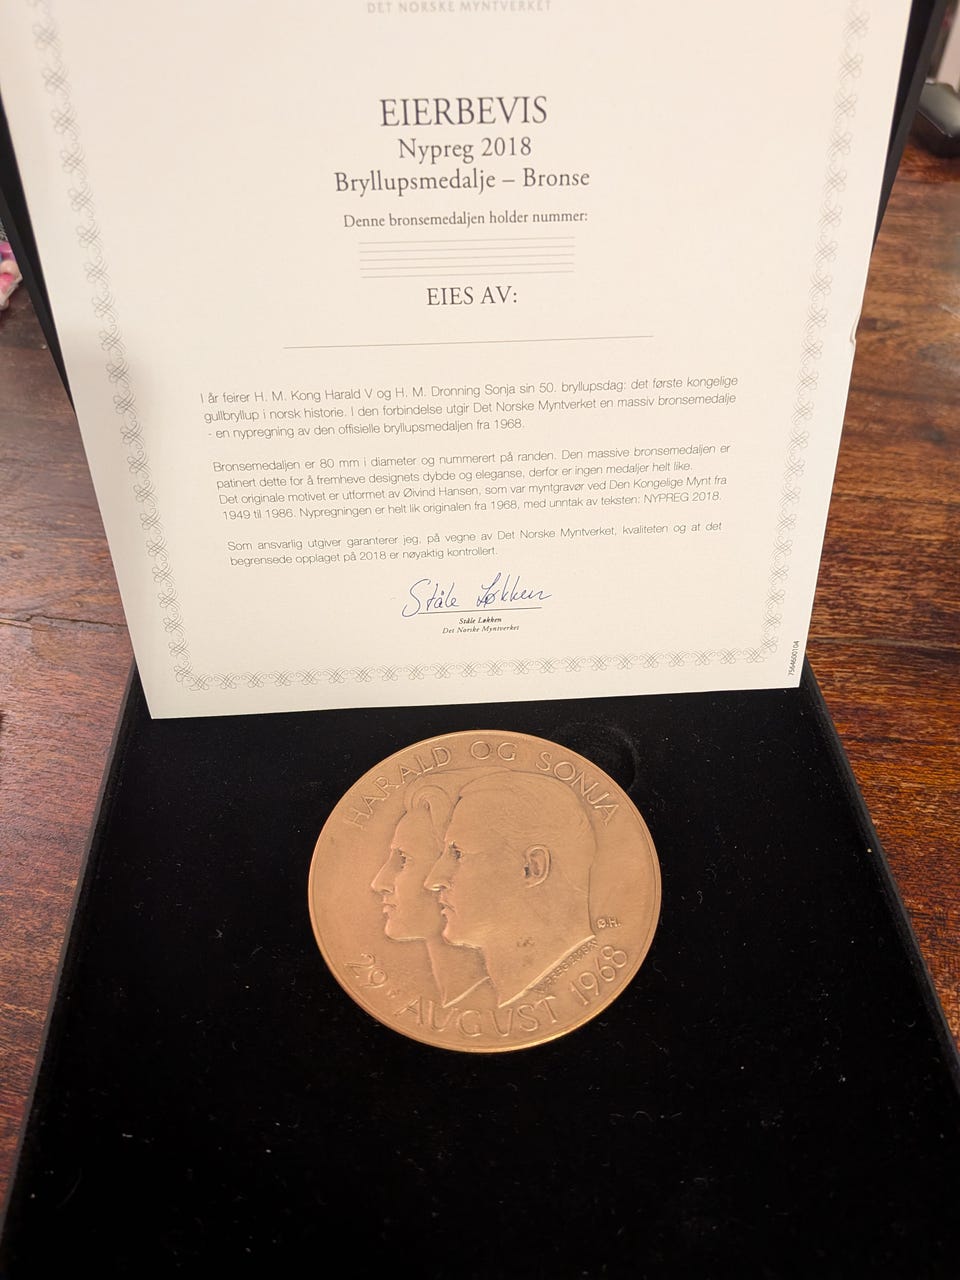 DET NORSKE MYNTVERKET
EIERBEVIS
Nypreg 2018
Bryllupsmedalje – Bronse
Denne bronsemedaljen holder nummer:
EIES AV:
I år feirer H. M. Kong Harald V og H. M. Dronning Sonja sin 50. bryllupsdag: det første kongelige
gullbryllup i norsk historie. I den forbindelse utgir Det Norske Myntverket en massiv bronsemedalje
- en nypregning av den offisielle bryllupsmedaljen fra 1968.
Bronsemedaljen er 80 mm i diameter og nummerert på randen. Den massive bronsemedaljen er
patinert dette for å fremheve designets dybde og eleganse, derfor er ingen medaljer helt like.
Det originale motivet er utformet av Øivind Hansen, som var myntgravør ved Den Kongelige Mynt fra
1949 til 1986. Nypregningen er helt lik originalen fra 1968, med unntak av teksten: NYPREG 2018.
Som ansvarlig utgiver garanterer jeg, på vegne av Det Norske Myntverket, kvaliteten og at det
begrensede opplaget på 2018 er nøyaktig kontrollert.
Ståle Løkken
Ståle Løkken
Det Norske Myntverket
7564600104
HARALD OG SONJA
Ø.H.
29. AUGUST 1968